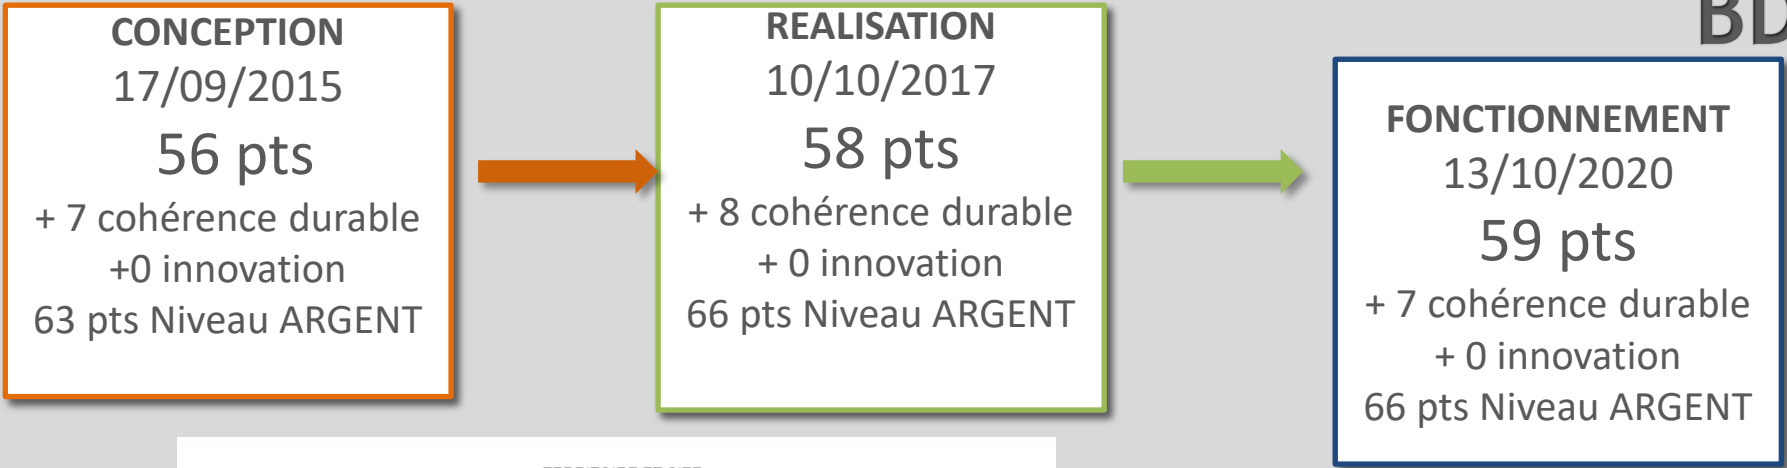 CONCEPTION
17/09/2015
56 pts
+ 7 cohérence durable
+0 innovation
63 pts Niveau ARGENT
REALISATION
10/10/2017
58 pts
+ 8 cohérence durable
+ 0 innovation
66 pts Niveau ARGENT
BD
FONCTIONNEMENT
13/10/2020
59 pts
+ 7 cohérence durable
+ 0 innovation
66 pts Niveau ARGENT